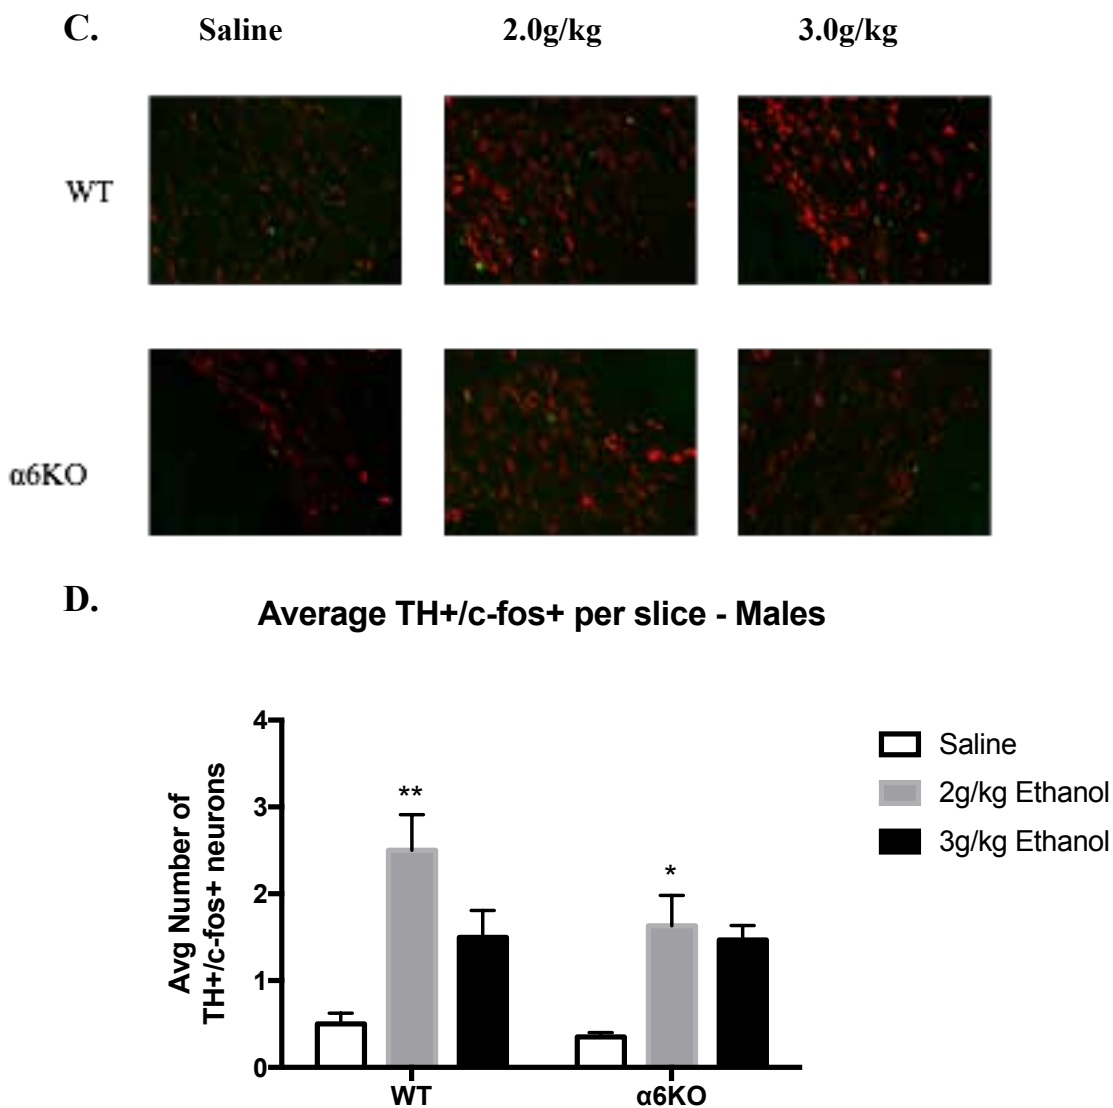 C. Saline 2.0g/kg 3.0g/kg
WT
α6KO
D.
Average TH+/c-fos+ per slice - Males
Avg Number of
TH+/c-fos+ neurons
4
3
2
1
0
**
*
WT α6KO
Saline
2g/kg Ethanol
3g/kg Ethanol